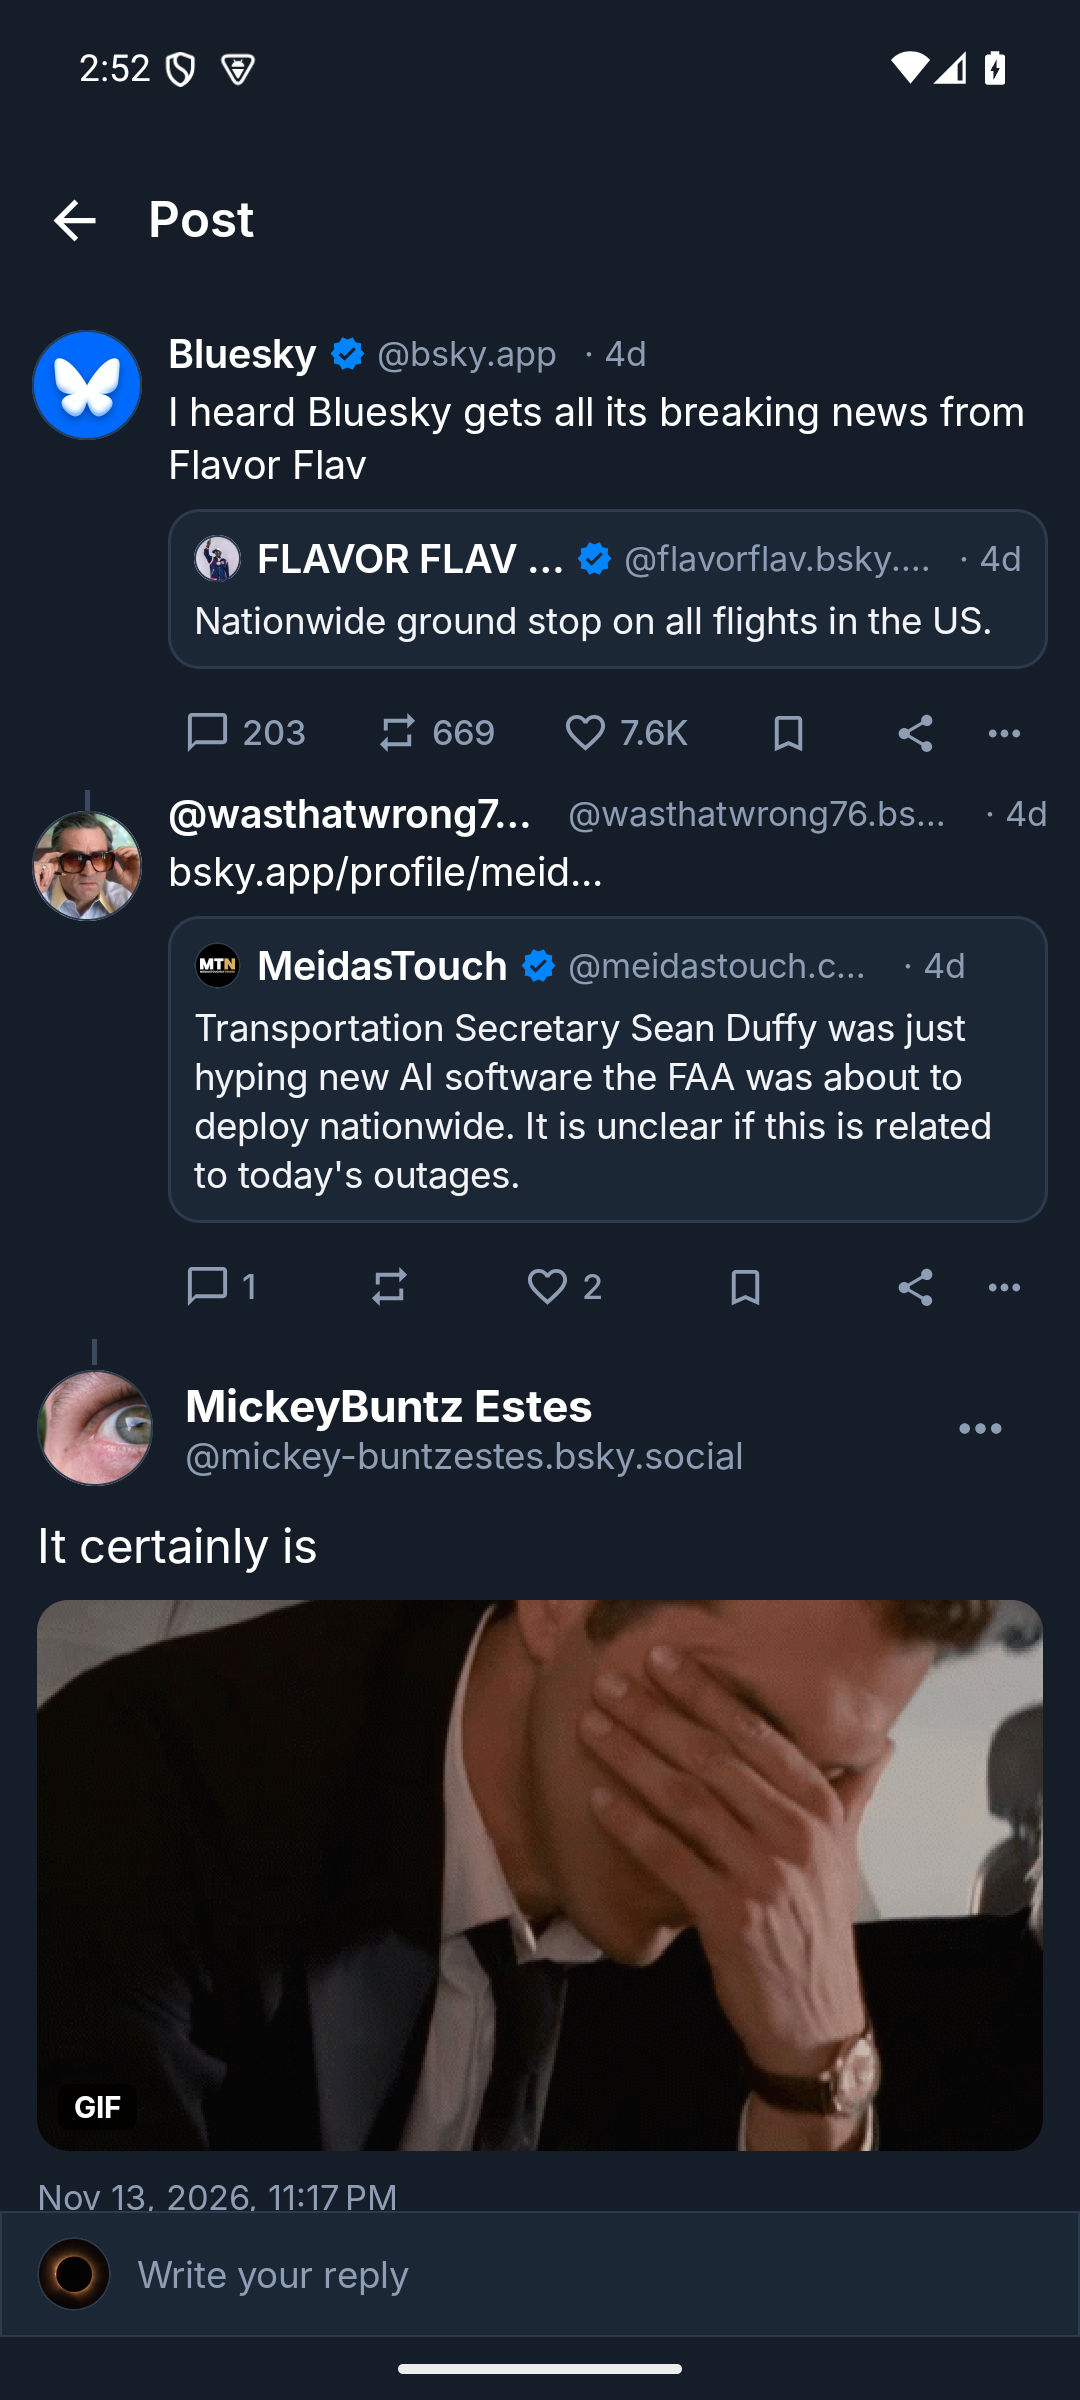 2:52
Post
Bluesky @bsky.app · 4d
I heard Bluesky gets all its breaking news from
Flavor Flav
FLAVOR FLAV ... @flavorflav.bsky.... · 4d
Nationwide ground stop on all flights in the US.
203 669 7.6K
@wasthatwrong7... @wasthatwrong76.bs... · 4d
bsky.app/profile/meid...
MTN
MeidasTouch @meidastouch.c... · 4d
Transportation Secretary Sean Duffy was just
hyping new AI software the FAA was about to
deploy nationwide. It is unclear if this is related
to today's outages.
1 2
MickeyBuntz Estes
@mickey-buntzestes.bsky.social
It certainly is
GIF
Nov 13, 2026, 11:17 PM
Write your reply